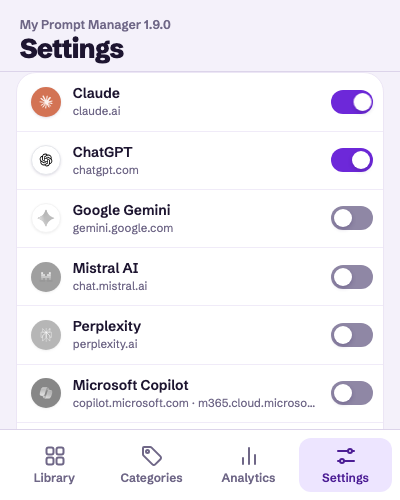 My Prompt Manager 1.9.0
Settings
Claude
claude.ai
ChatGPT
chatgpt.com
Google Gemini
gemini.google.com
Mistral AI
chat.mistral.ai
Perplexity
perplexity.ai
Microsoft Copilot
copilot.microsoft.com · m365.cloud.microso...
Library
Categories
Analytics
Settings